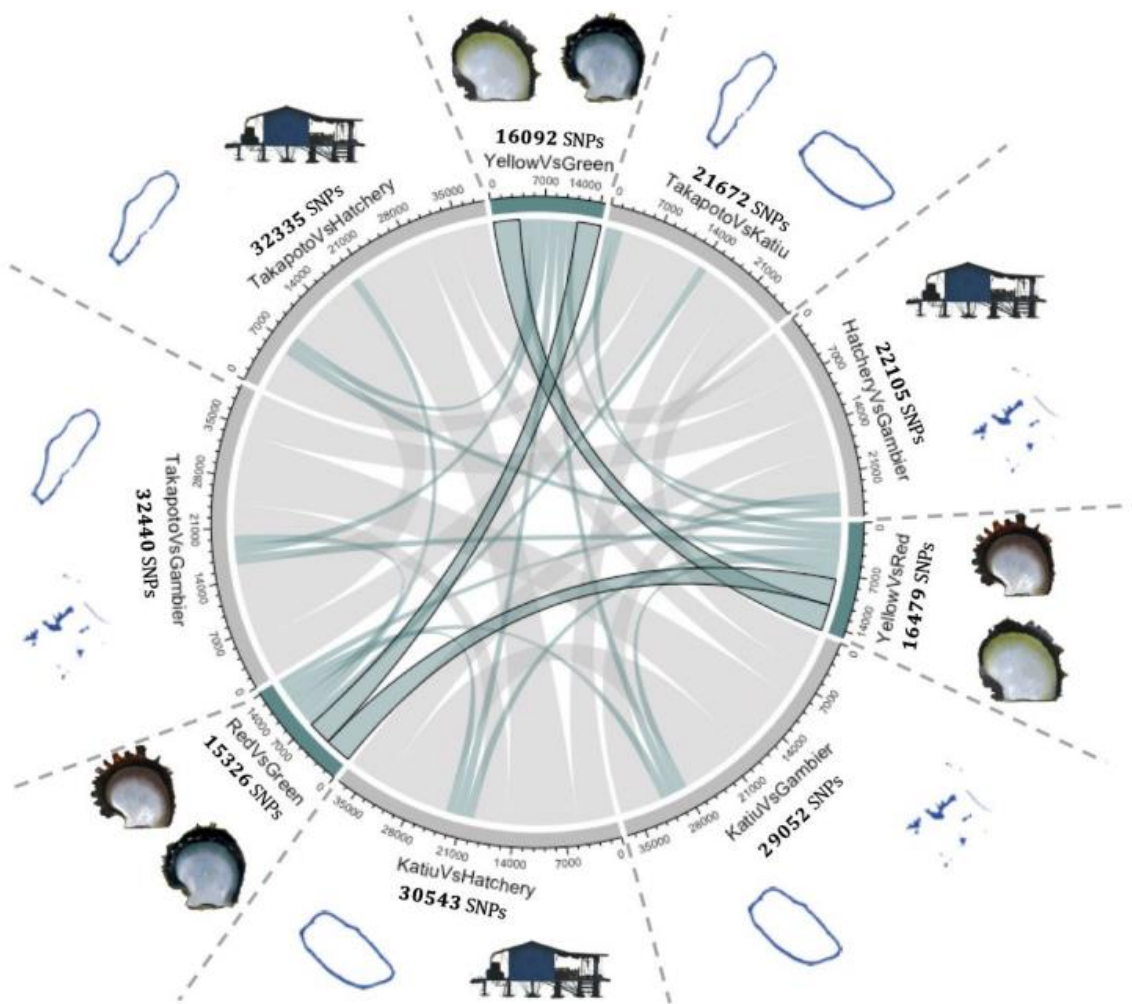 16092 SNPs
YellowVsGreen
0 7000 14000
21672 SNPs
TakapotoVsKatiu
0 7000 14000 21000
22105 SNPs
HatcheryVsGambier
0 7000 14000 21000
16479 SNPs
YellowVsRed
0 7000 14000
0 7000 14000 21000 28000 35000
KatiuVsGambier
29052 SNPs
0 7000 14000 21000 28000 35000
KatiuVsHatchery
30543 SNPs
0 7000 14000
RedVsGreen
15326 SNPs
0 7000 14000 21000 28000 35000
TakapotoVsGambier
32440 SNPs
32335 SNPs
TakapotoVsHatchery
0 7000 14000 21000 28000 35000